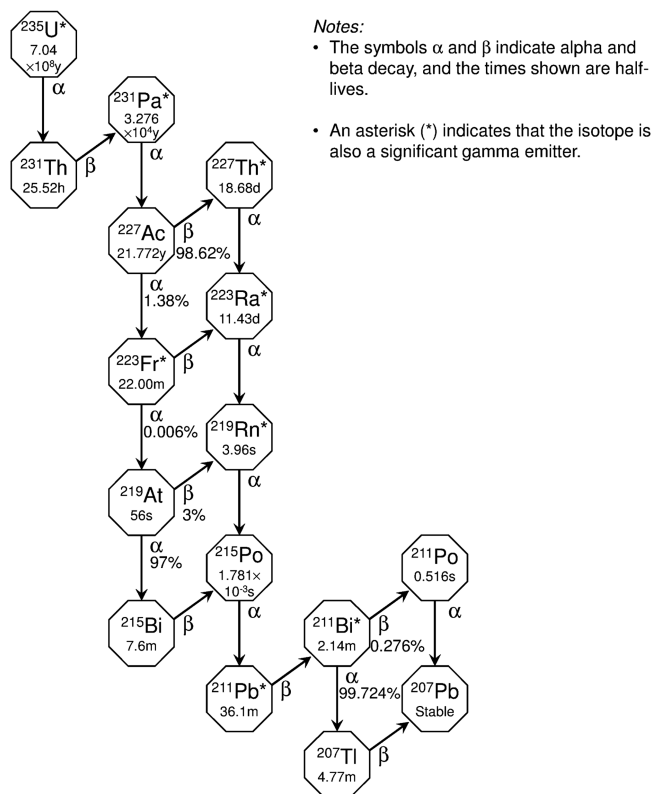 ²³⁵U*
7.04
×10⁸y
α
Notes:
• The symbols α and β indicate alpha and
beta decay, and the times shown are half-
lives.
• An asterisk (*) indicates that the isotope is
also a significant gamma emitter.
²³¹Pa*
3.276
×10⁴y
²³¹Th
25.52h
β
α
²²⁷Th*
18.68d
²²⁷Ac
21.772y
β
98.62%
α
α
1.38%
²²³Ra*
11.43d
²²³Fr*
22.00m
β
α
α
0.006%
²¹⁹Rn*
3.96s
²¹⁹At
56s
β
3%
α
α
97%
²¹⁵Po
1.781×
10⁻³s
²¹¹Po
0.516s
²¹⁵Bi
7.6m
β
α
²¹¹Bi*
2.14m
β
0.276%
α
²¹¹Pb*
36.1m
β
α
99.724%
²⁰⁷Pb
Stable
²⁰⁷Tl
4.77m
β